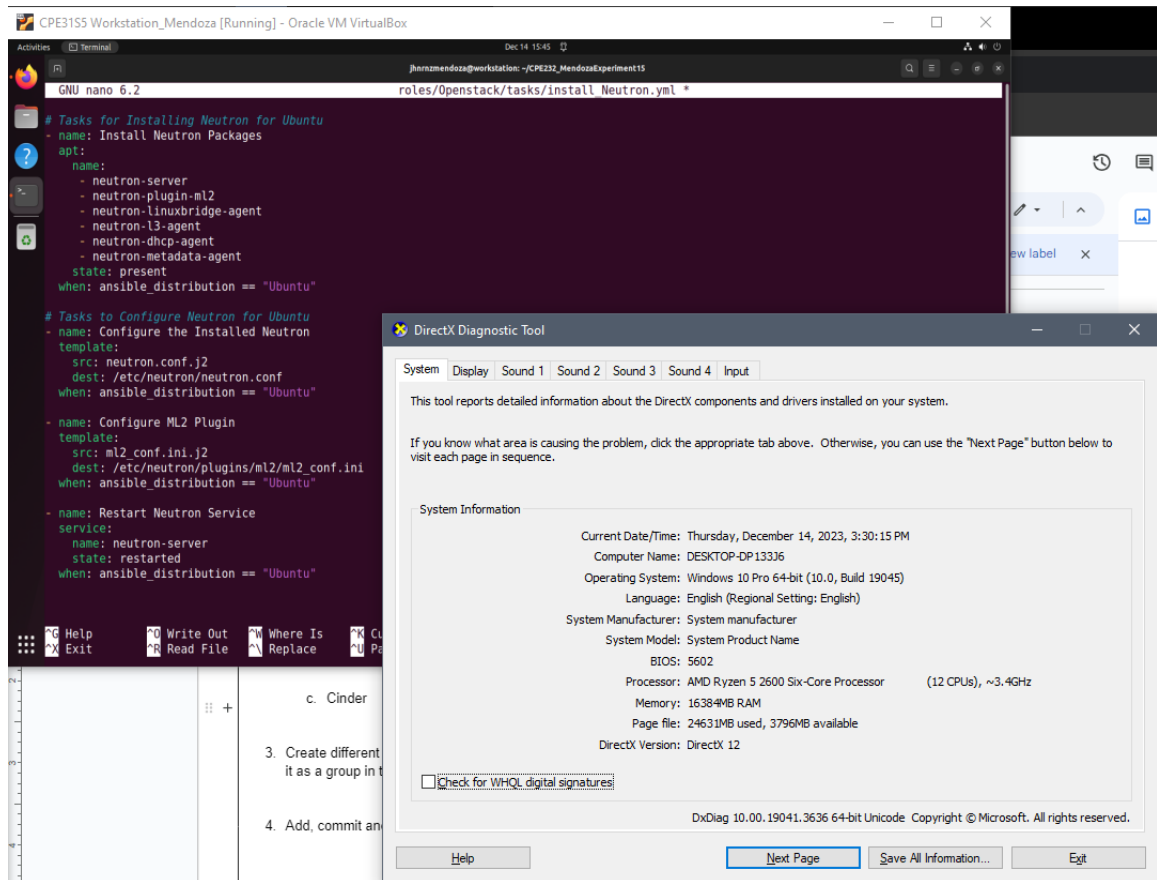 CPE31S5 Workstation_Mendoza [Running] - Oracle VM VirtualBox
Activities Terminal Dec 14 15:45
jhnrnzmendoza@workstation: ~/CPE232_MendozaExperiment15
GNU nano 6.2 roles/Openstack/tasks/install_Neutron.yml *
# Tasks for Installing Neutron for Ubuntu
- name: Install Neutron Packages
apt:
name:
- neutron-server
- neutron-plugin-ml2
- neutron-linuxbridge-agent
- neutron-l3-agent
- neutron-dhcp-agent
- neutron-metadata-agent
state: present
when: ansible_distribution == "Ubuntu"
# Tasks to Configure Neutron for Ubuntu
- name: Configure the Installed Neutron
template:
src: neutron.conf.j2
dest: /etc/neutron/neutron.conf
when: ansible_distribution == "Ubuntu"
- name: Configure ML2 Plugin
template:
src: ml2_conf.ini.j2
dest: /etc/neutron/plugins/ml2/ml2_conf.ini
when: ansible_distribution == "Ubuntu"
- name: Restart Neutron Service
service:
name: neutron-server
state: restarted
when: ansible_distribution == "Ubuntu"
^G Help ^O Write Out ^W Where Is ^K Cu
^X Exit ^R Read File ^\ Replace ^U Pa
ew label
c. Cinder
3. Create different
it as a group in t
4. Add, commit an
DirectX Diagnostic Tool
System Display Sound 1 Sound 2 Sound 3 Sound 4 Input
This tool reports detailed information about the DirectX components and drivers installed on your system.
If you know what area is causing the problem, click the appropriate tab above. Otherwise, you can use the "Next Page" button below to
visit each page in sequence.
System Information
Current Date/Time: Thursday, December 14, 2023, 3:30:15 PM
Computer Name: DESKTOP-DP13JJ6
Operating System: Windows 10 Pro 64-bit (10.0, Build 19045)
Language: English (Regional Setting: English)
System Manufacturer: System manufacturer
System Model: System Product Name
BIOS: 5602
Processor: AMD Ryzen 5 2600 Six-Core Processor (12 CPUs), ~3.4GHz
Memory: 16384MB RAM
Page file: 24631MB used, 3796MB available
DirectX Version: DirectX 12
Check for WHQL digital signatures
DxDiag 10.00.19041.3636 64-bit Unicode Copyright © Microsoft. All rights reserved.
Help Next Page Save All Information... Exit